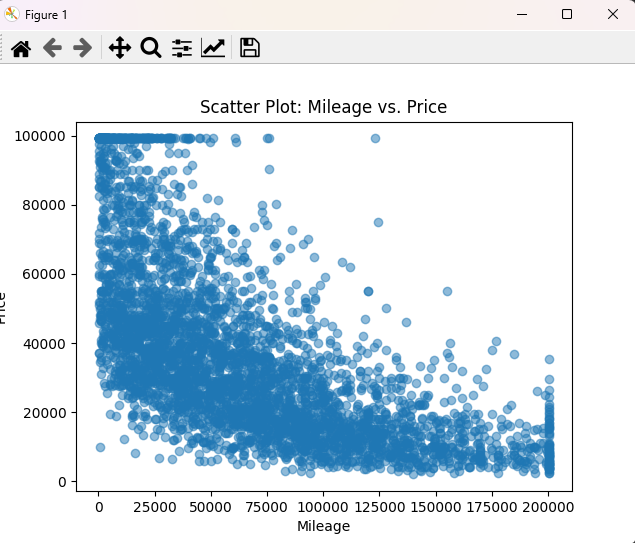 Figure 1
Scatter Plot: Mileage vs. Price
100000
80000
60000
40000
20000
0
Price
0 25000 50000 75000 100000 125000 150000 175000 200000
Mileage